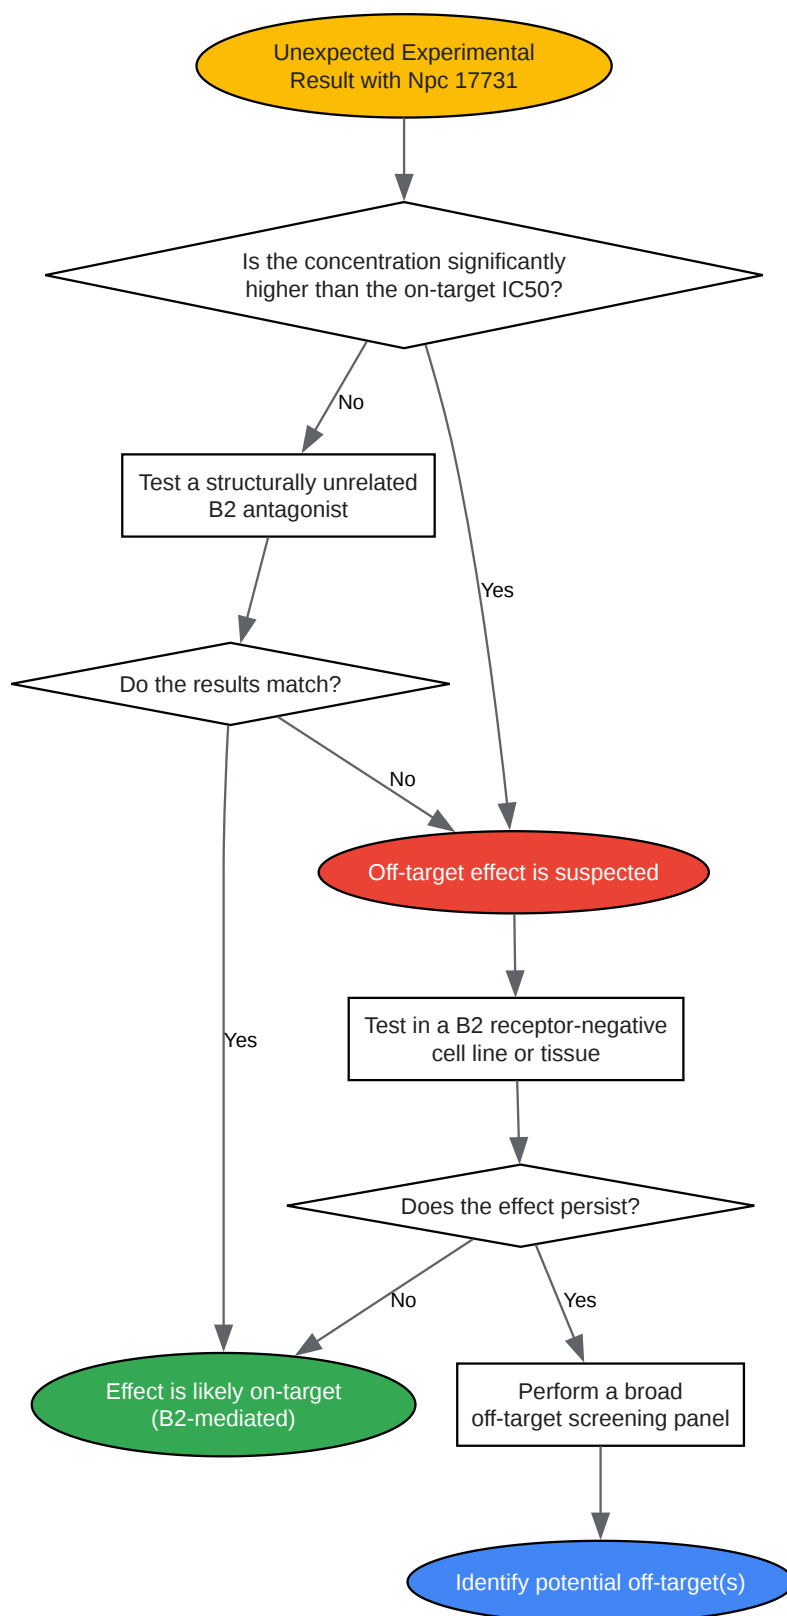 Unexpected Experimental
Result with Npc 17731
Is the concentration significantly
higher than the on-target IC50?
No
Test a structurally unrelated
B2 antagonist
Yes
Do the results match?
No
Off-target effect is suspected
Test in a B2 receptor-negative
cell line or tissue
Yes
Does the effect persist?
No
Yes
Effect is likely on-target
(B2-mediated)
Perform a broad
off-target screening panel
Identify potential off-target(s)